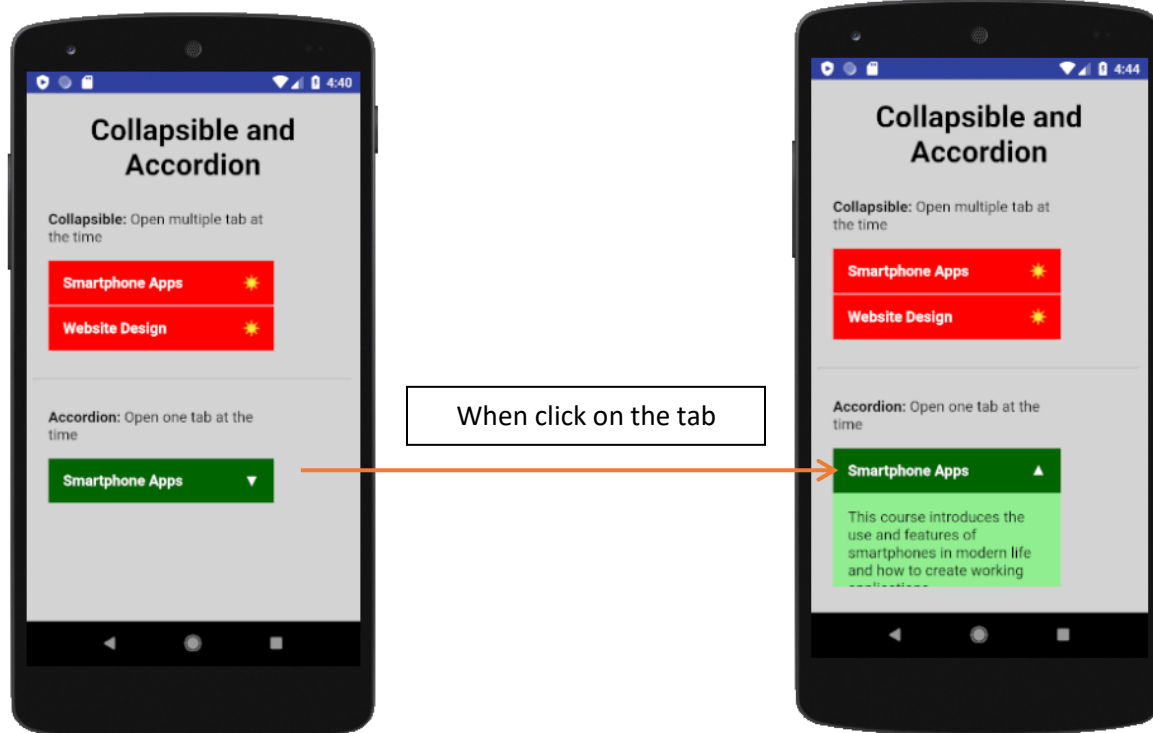 4:40
Collapsible and
Accordion
Collapsible: Open multiple tab at
the time
Smartphone Apps
Website Design
Accordion: Open one tab at the
time
Smartphone Apps
When click on the tab
4:44
Collapsible and
Accordion
Collapsible: Open multiple tab at
the time
Smartphone Apps
Website Design
Accordion: Open one tab at the
time
Smartphone Apps
This course introduces the
use and features of
smartphones in modern life
and how to create working